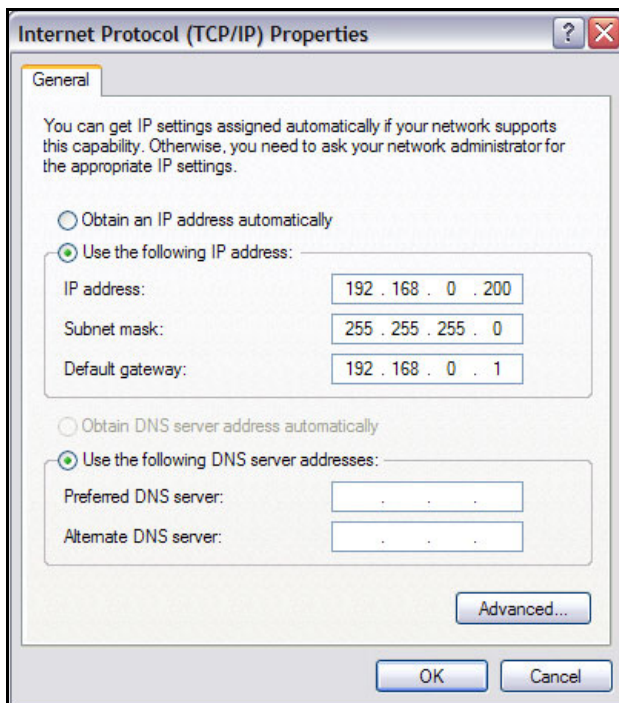 Internet Protocol (TCP/IP) Properties
?
General
You can get IP settings assigned automatically if your network supports
this capability. Otherwise, you need to ask your network administrator for
the appropriate IP settings.
Obtain an IP address automatically
Use the following IP address:
IP address: 192 . 168 . 0 . 200
Subnet mask: 255 . 255 . 255 . 0
Default gateway: 192 . 168 . 0 . 1
Obtain DNS server address automatically
Use the following DNS server addresses:
Preferred DNS server: . . .
Alternate DNS server: . . .
Advanced...
OK Cancel